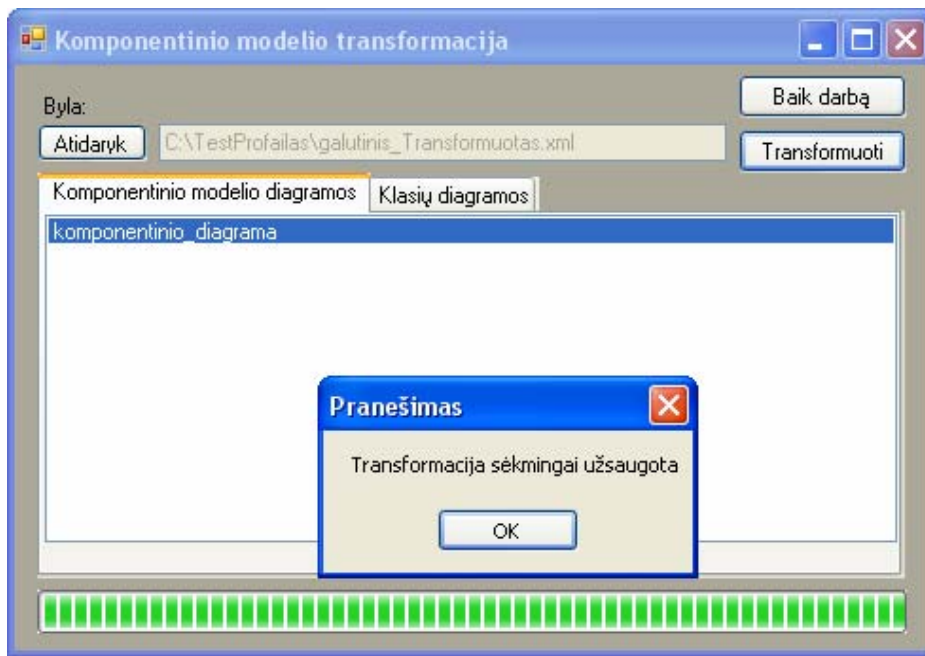 Komponentinio modelio transformacija
Byla:
Baik darbą
Atidaryk
C:\TestProfailas\galutinis_Transformuotas.xml
Transformuoti
Komponentinio modelio diagramos
Klasių diagramos
komponentinio_diagrama
Pranešimas
Transformacija sėkmingai užsaugota
OK